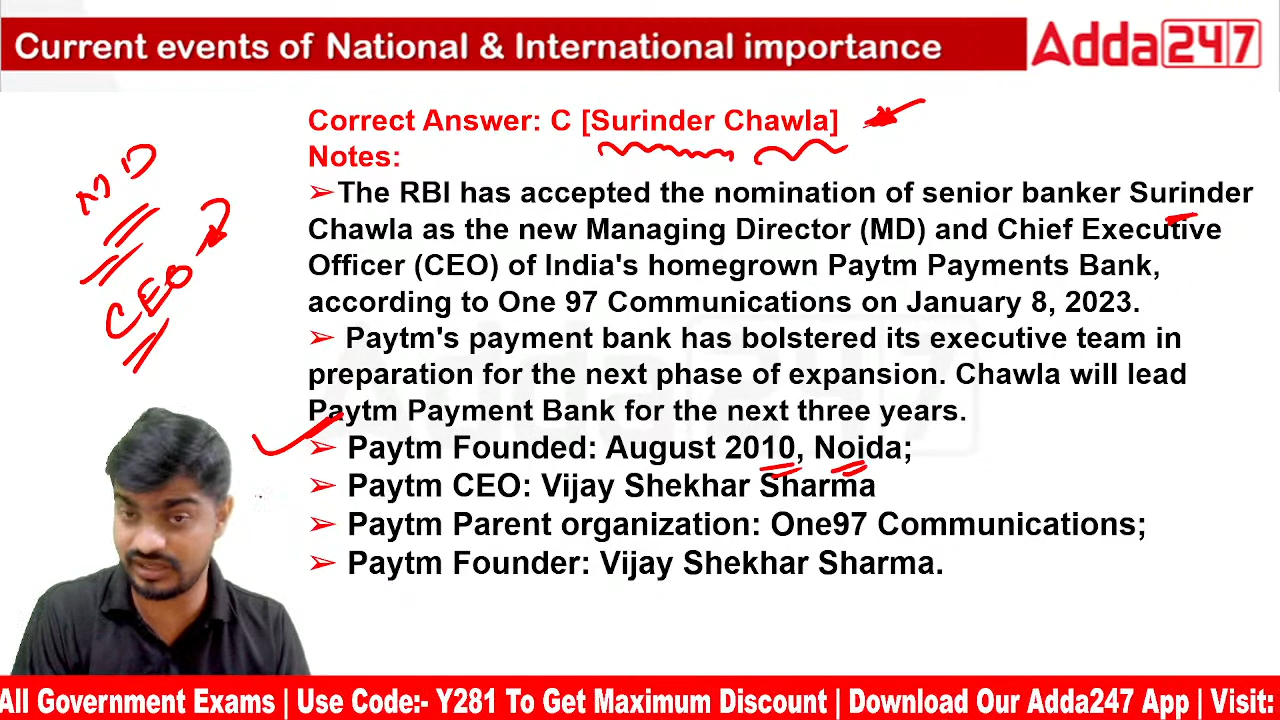 Current events of National & International importance
Adda247
Correct Answer: C [Surinder Chawla]
Notes:
➢The RBI has accepted the nomination of senior banker Surinder
Chawla as the new Managing Director (MD) and Chief Executive
Officer (CEO) of India's homegrown Paytm Payments Bank,
according to One 97 Communications on January 8, 2023.
➢ Paytm's payment bank has bolstered its executive team in
preparation for the next phase of expansion. Chawla will lead
Paytm Payment Bank for the next three years.
➢ Paytm Founded: August 2010, Noida;
➢ Paytm CEO: Vijay Shekhar Sharma
➢ Paytm Parent organization: One97 Communications;
➢ Paytm Founder: Vijay Shekhar Sharma.
MD
CEO
Adda247
All Government Exams | Use Code:- Y281 To Get Maximum Discount | Download Our Adda247 App | Visit: